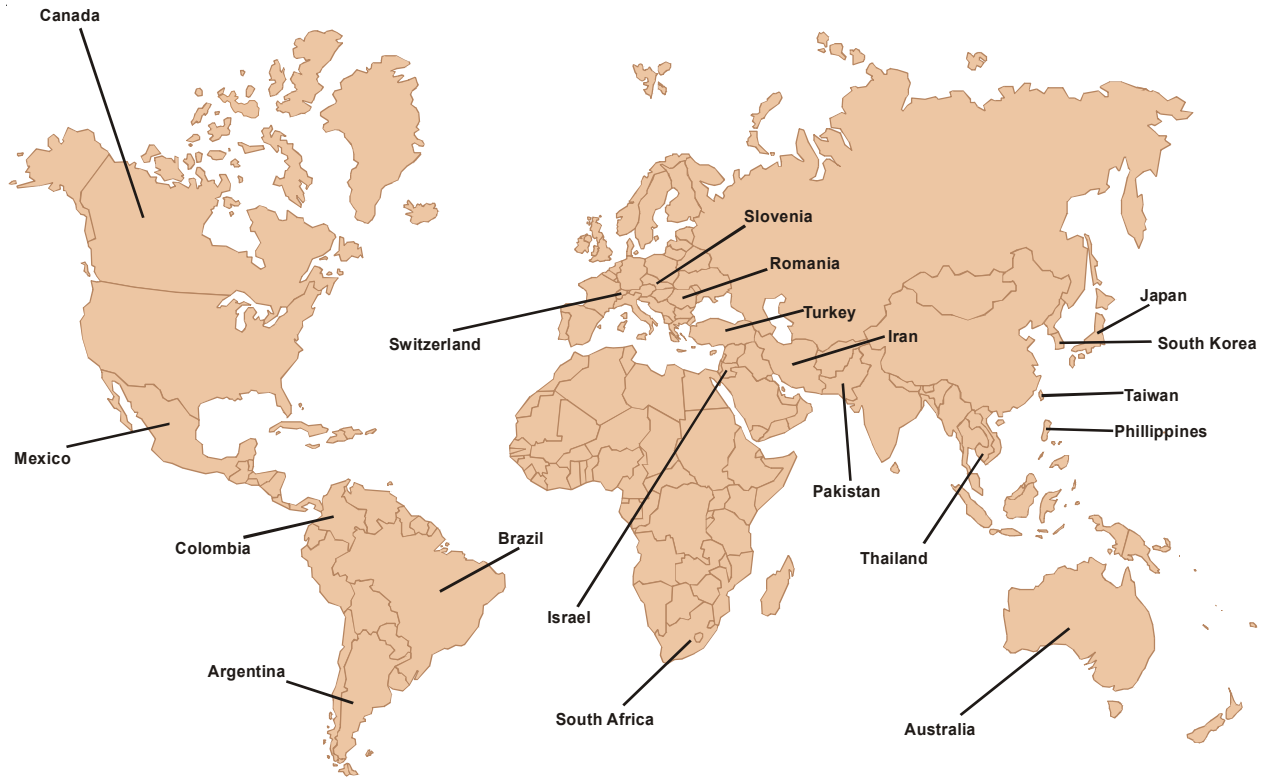 Canada
Slovenia
Romania
Japan
Turkey
Iran
Switzerland
South Korea
Taiwan
Phillippines
Mexico
Pakistan
Colombia
Brazil
Thailand
Israel
Argentina
South Africa
Australia